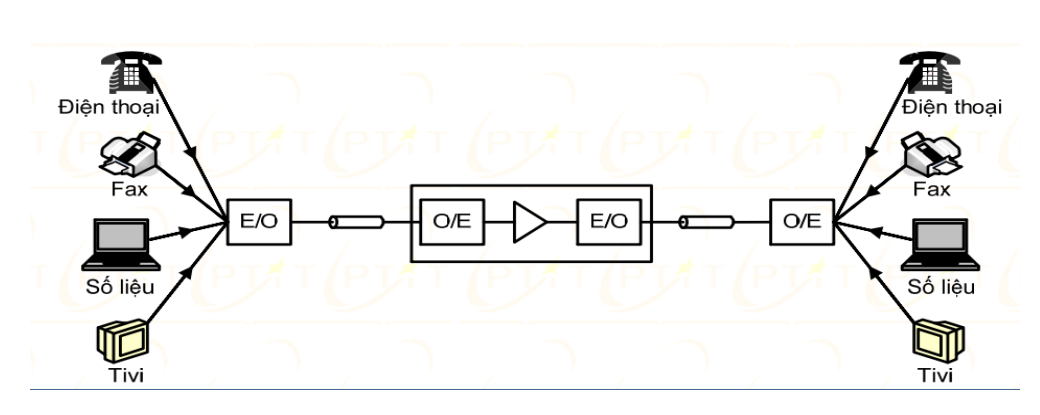 Điện thoại
Fax
Số liệu
Tivi
E/O
O/E
E/O
O/E
Điện thoại
Fax
Số liệu
Tivi